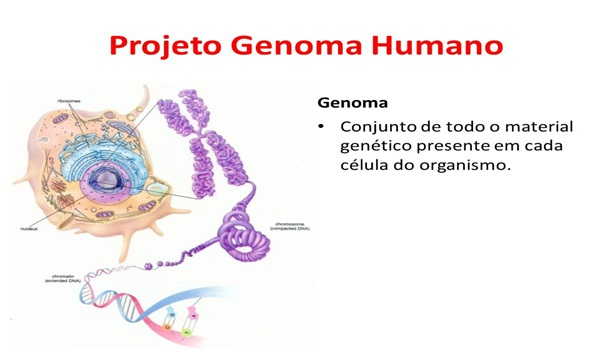 Projeto Genoma Humano
ribosomes
Genoma
• Conjunto de todo o material
genético presente em cada
célula do organismo.
nucleus
chromosome
(compacted DNA)
chromatin
(extended DNA)